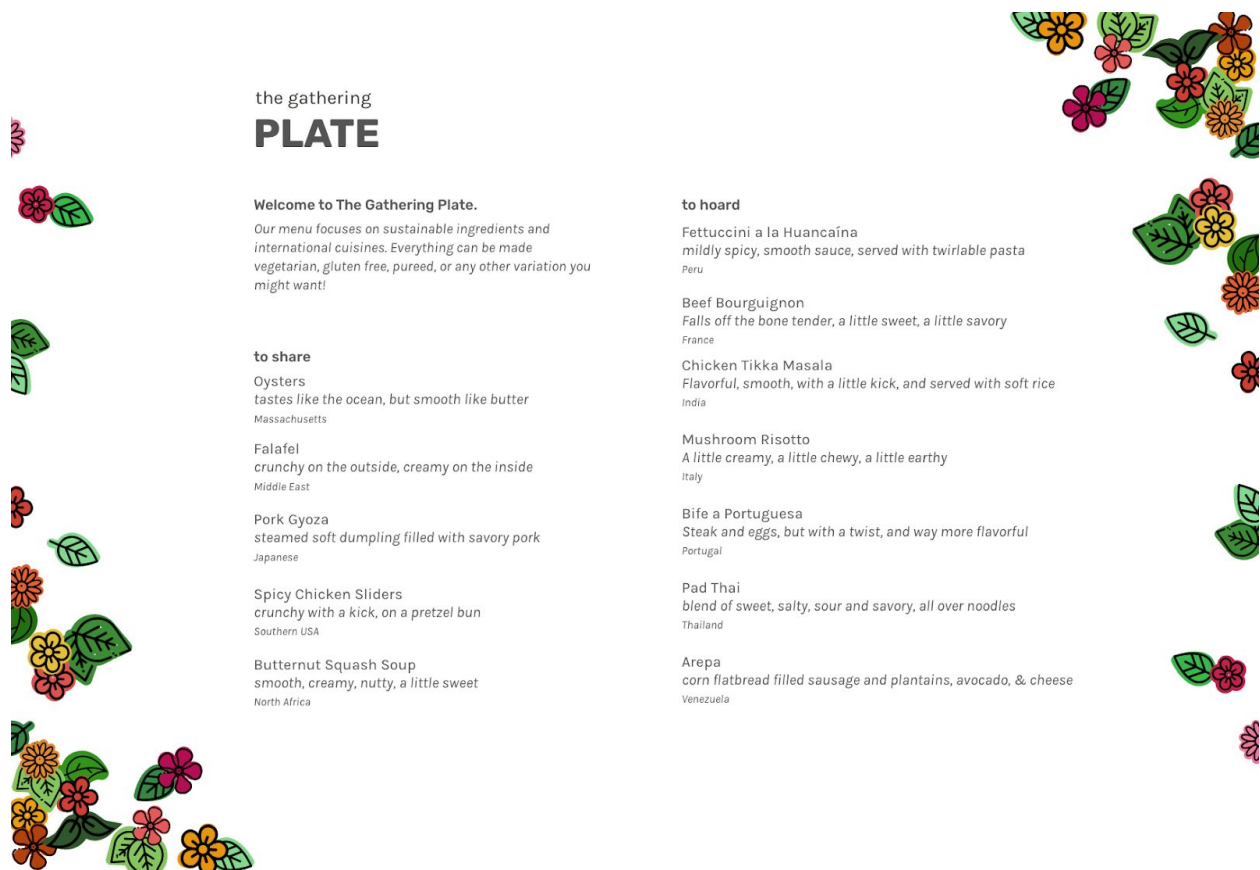 the gathering
PLATE
Welcome to The Gathering Plate.
Our menu focuses on sustainable ingredients and
international cuisines. Everything can be made
vegetarian, gluten free, pureed, or any other variation you
might want!
to share
Oysters
tastes like the ocean, but smooth like butter
Massachusetts
Falafel
crunchy on the outside, creamy on the inside
Middle East
Pork Gyoza
steamed soft dumpling filled with savory pork
Japanese
Spicy Chicken Sliders
crunchy with a kick, on a pretzel bun
Southern USA
Butternut Squash Soup
smooth, creamy, nutty, a little sweet
North Africa
to hoard
Fettuccini a la Huancaína
mildly spicy, smooth sauce, served with twirlable pasta
Peru
Beef Bourguignon
Falls off the bone tender, a little sweet, a little savory
France
Chicken Tikka Masala
Flavorful, smooth, with a little kick, and served with soft rice
India
Mushroom Risotto
A little creamy, a little chewy, a little earthy
Italy
Bife a Portuguesa
Steak and eggs, but with a twist, and way more flavorful
Portugal
Pad Thai
blend of sweet, salty, sour and savory, all over noodles
Thailand
Arepa
corn flatbread filled sausage and plantains, avocado, & cheese
Venezuela